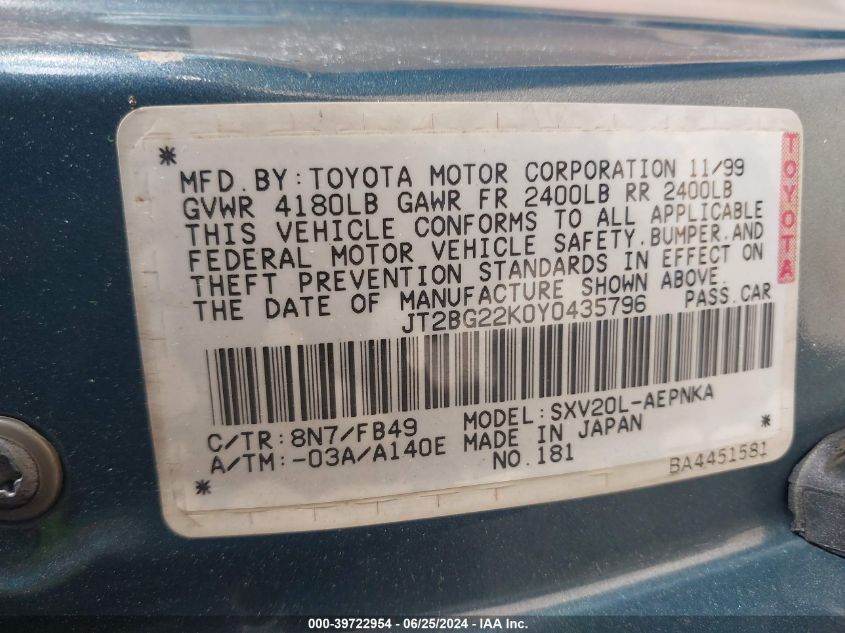 MFD.BY:TOYOTA MOTOR CORPORATION 11/99
GVWR 4180LB GAWR FR 2400LB RR 2400LB
THIS VEHICLE CONFORMS TO ALL APPLICABLE
FEDERAL MOTOR VEHICLE SAFETY.BUMPER.AND
THEFT PREVENTION STANDARDS IN EFFECT ON
THE DATE OF MANUFACTURE SHOWN ABOVE.
JT2BG22K0Y0435796 PASS.CAR
TOYOTA
C/TR:8N7/FB49 MODEL:SXV20L-AEPNKA
A/TM:-03A/A140E MADE IN JAPAN
NO.181
BA4451581
000-39722954 - 06/25/2024 - IAA Inc.